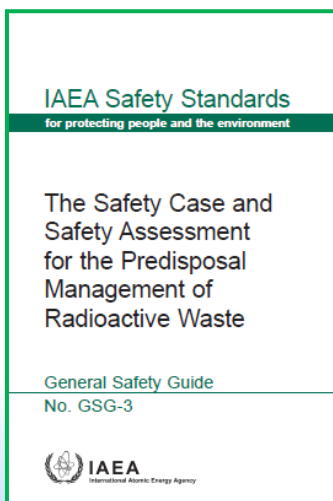 IAEA Safety Standards
for protecting people and the environment
The Safety Case and
Safety Assessment
for the Predisposal
Management of
Radioactive Waste
General Safety Guide
No. GSG-3
IAEA
International Atomic Energy Agency